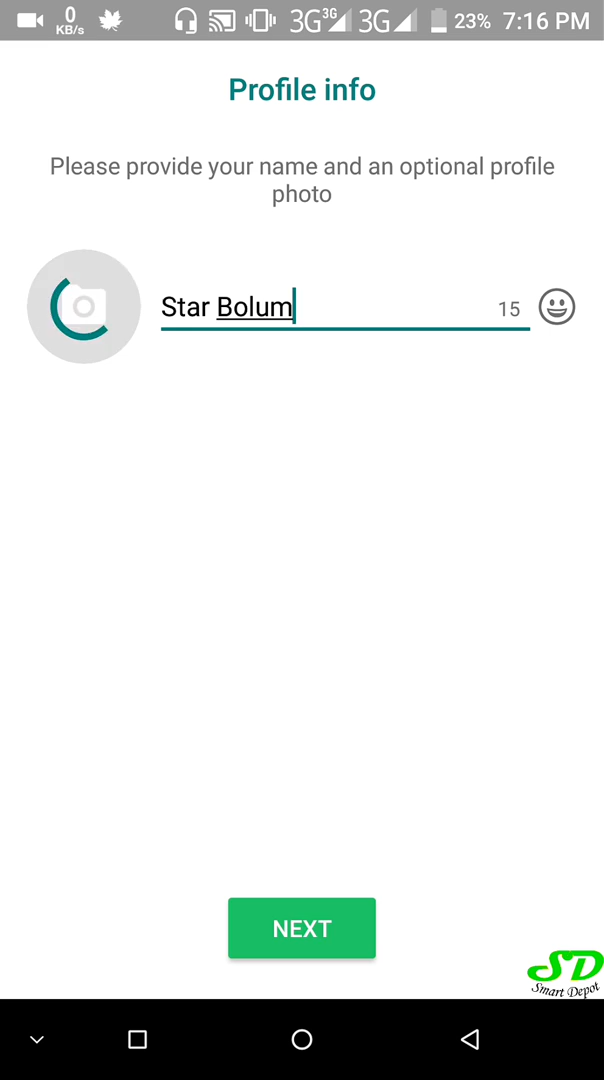 0 KB/s 3G 3G 3G 23% 7:16 PM
Profile info
Please provide your name and an optional profile
photo
Star Bolum 15
NEXT
SD
Smart Depot